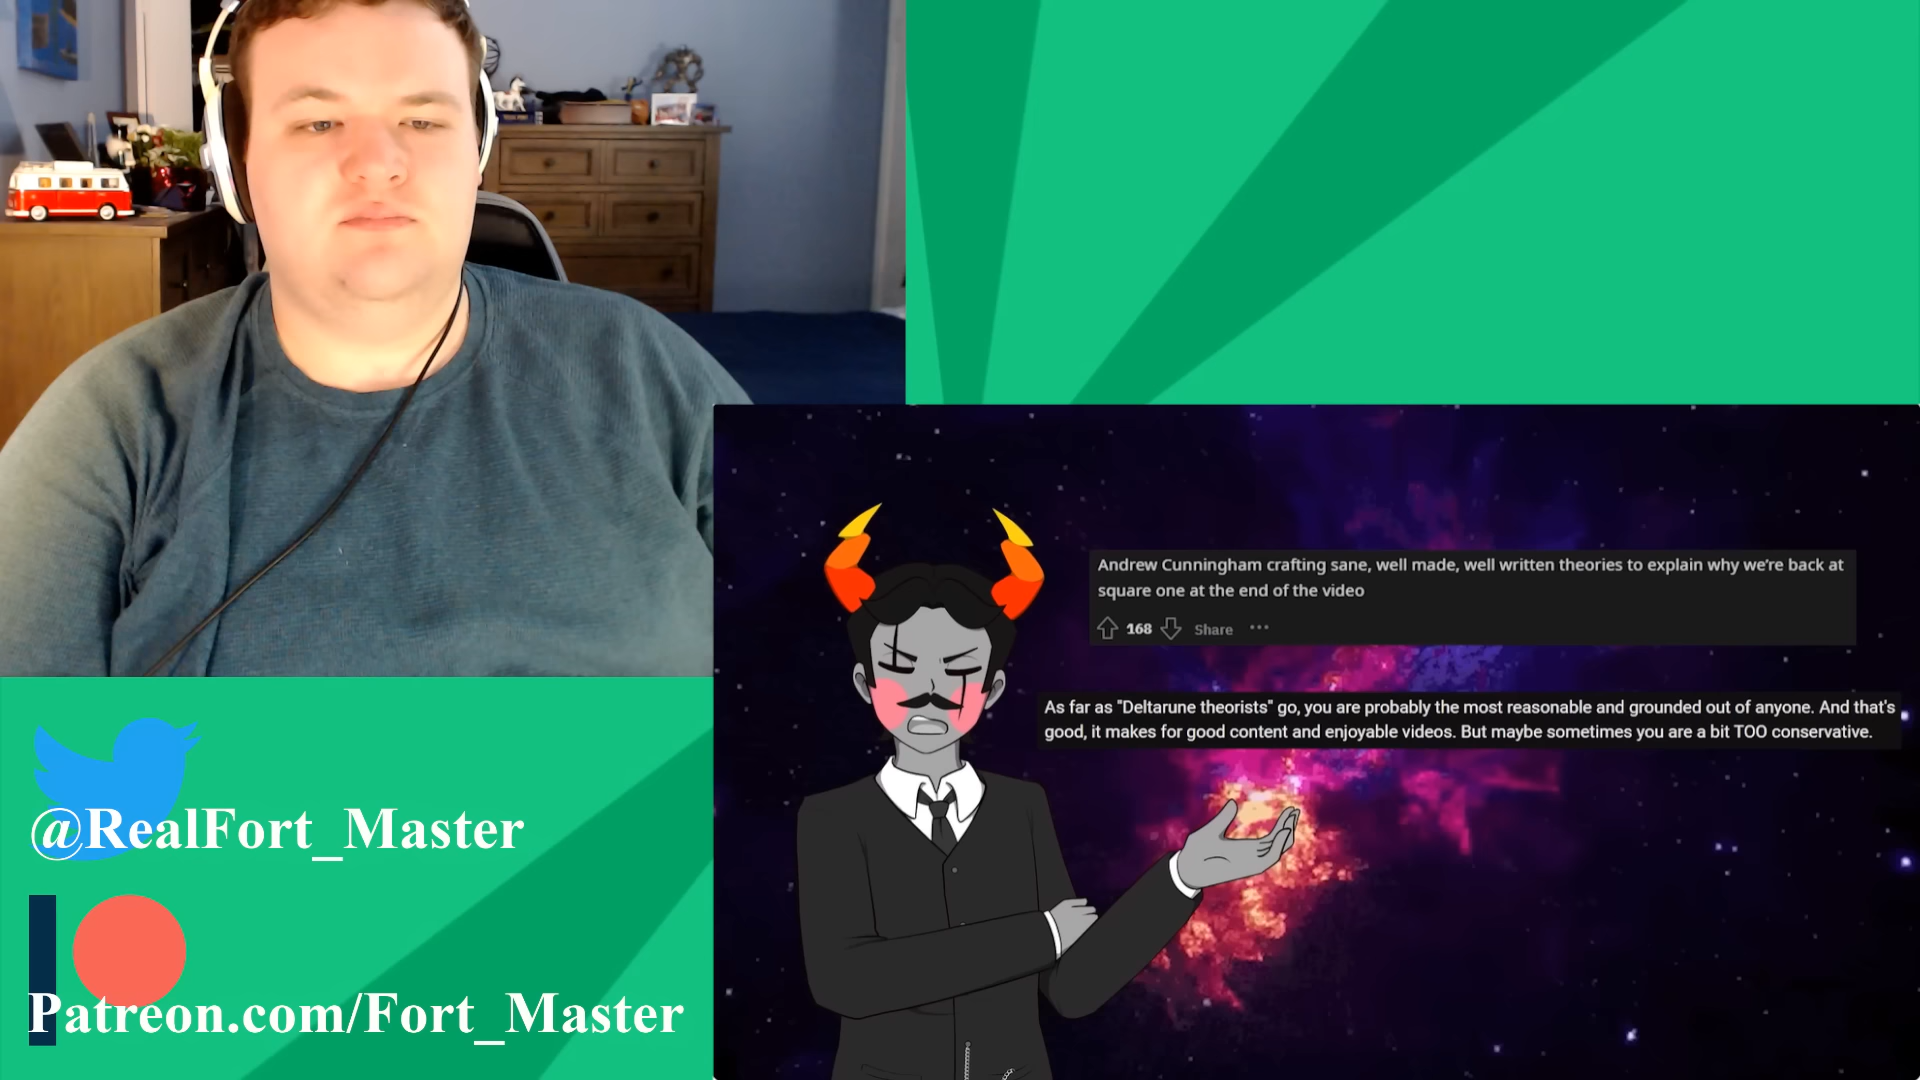 Andrew Cunningham crafting sane, well made, well written theories to explain why we're back at
square one at the end of the video
168 Share ...
As far as "Deltarune theorists" go, you are probably the most reasonable and grounded out of anyone. And that's
good, it makes for good content and enjoyable videos. But maybe sometimes you are a bit TOO conservative.
@RealFort_Master
Patreon.com/Fort_Master